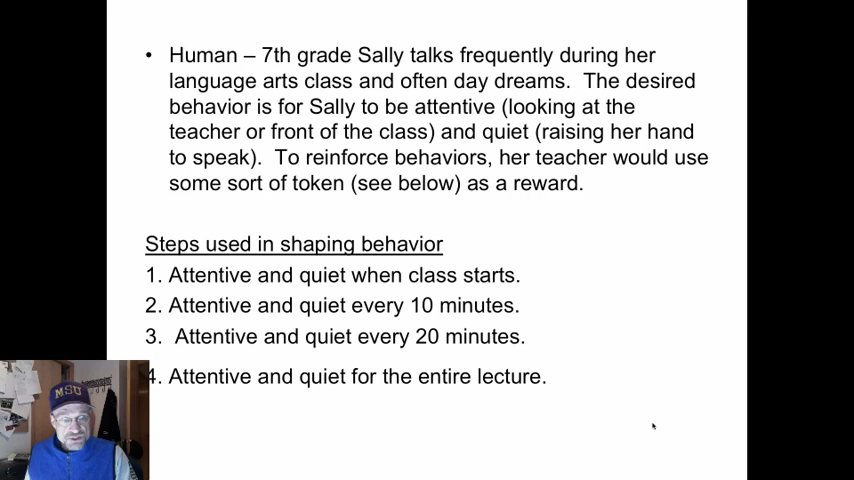 • Human – 7th grade Sally talks frequently during her
language arts class and often day dreams. The desired
behavior is for Sally to be attentive (looking at the
teacher or front of the class) and quiet (raising her hand
to speak). To reinforce behaviors, her teacher would use
some sort of token (see below) as a reward.
Steps used in shaping behavior
1. Attentive and quiet when class starts.
2. Attentive and quiet every 10 minutes.
3. Attentive and quiet every 20 minutes.
4. Attentive and quiet for the entire lecture.
MSU